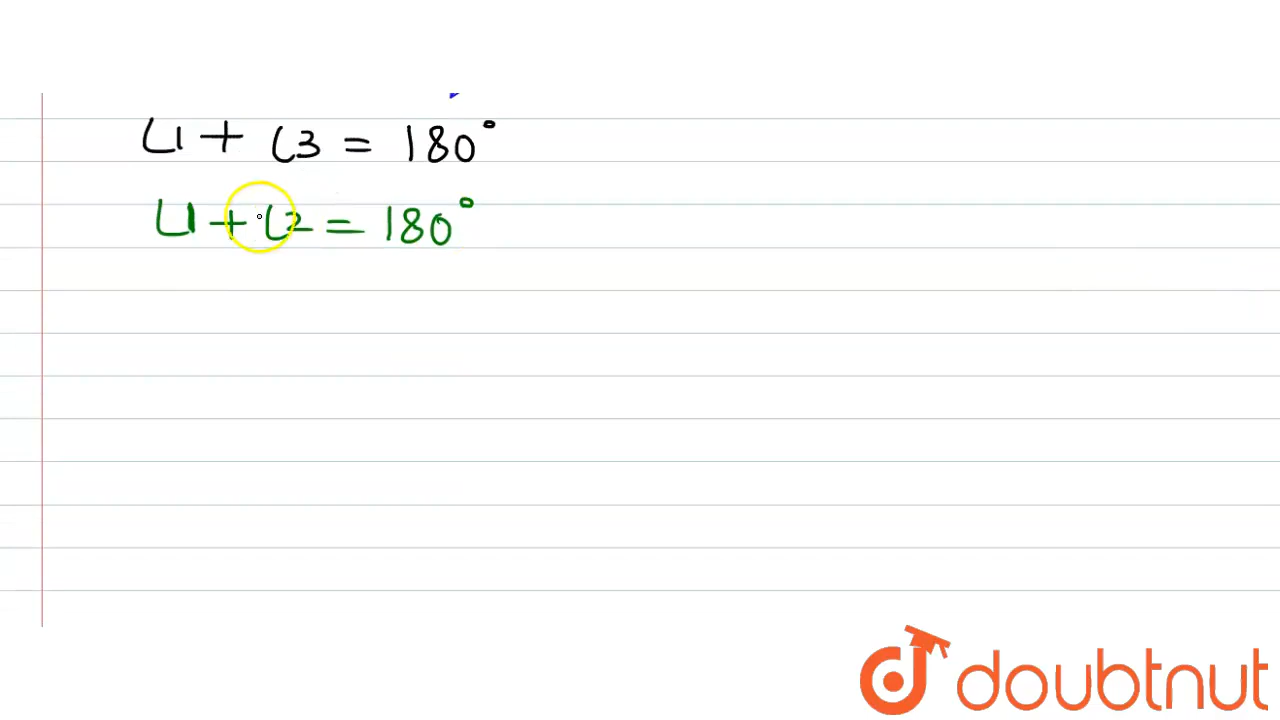 ∠1 + ∠3 = 180°
∠1 + ∠2 = 180°
doubtnut